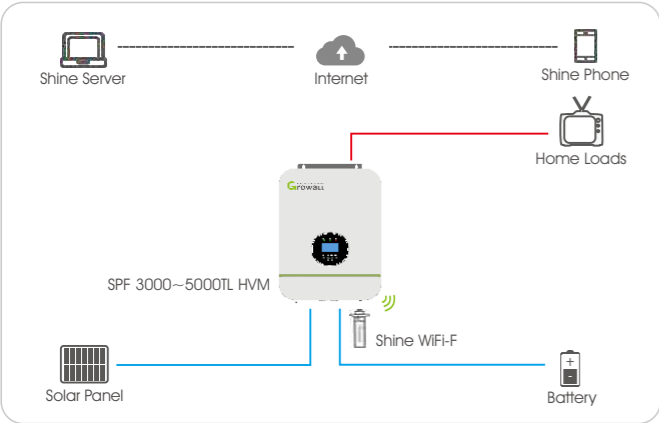 Shine Server
Internet
Shine Phone
Home Loads
Growatt
SPF 3000~5000TL HVM
Shine WiFi-F
Solar Panel
Battery